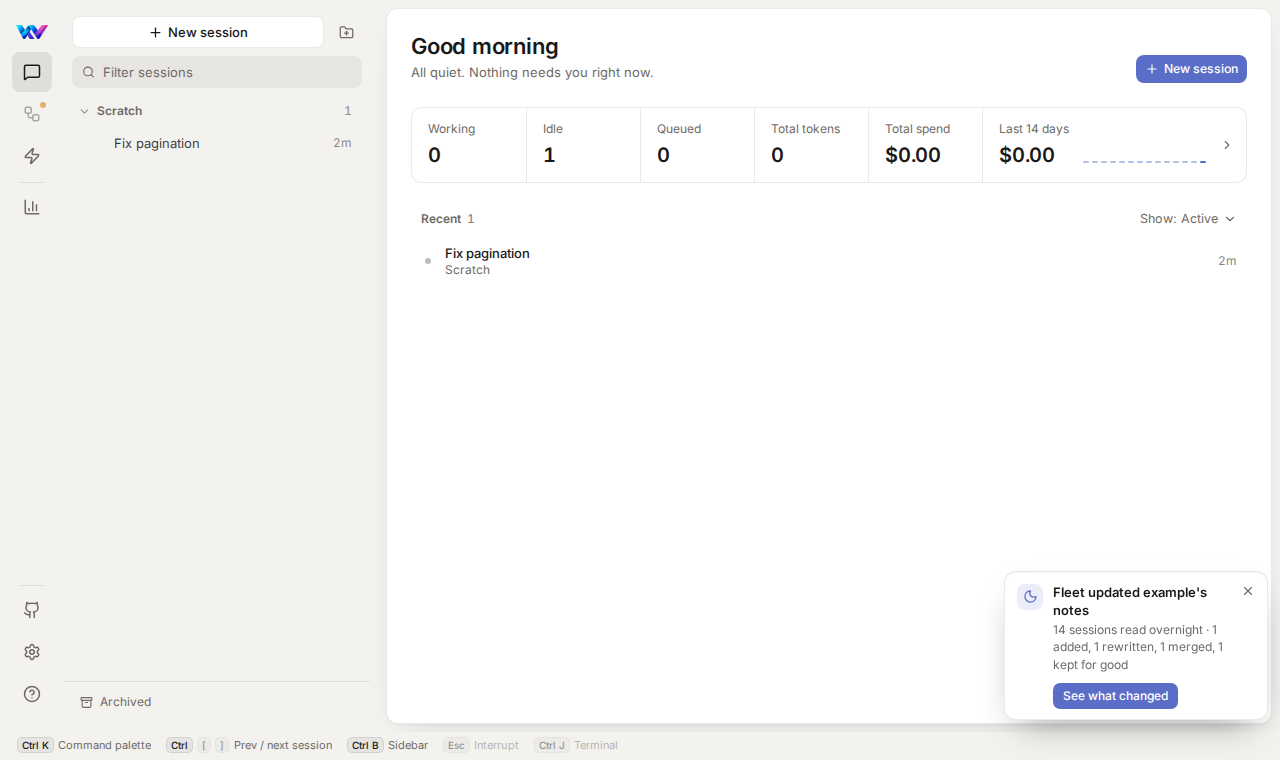 New session
Filter sessions
Scratch 1
Fix pagination 2m
Archived
Good morning
All quiet. Nothing needs you right now.
New session
Working
0
Idle
1
Queued
0
Total tokens
0
Total spend
$0.00
Last 14 days
$0.00
Recent 1
Show: Active
Fix pagination
Scratch
2m
Fleet updated example's
notes
14 sessions read overnight · 1
added, 1 rewritten, 1 merged, 1
kept for good
See what changed
Ctrl K Command palette Ctrl [ ] Prev / next session Ctrl B Sidebar Esc Interrupt Ctrl J Terminal